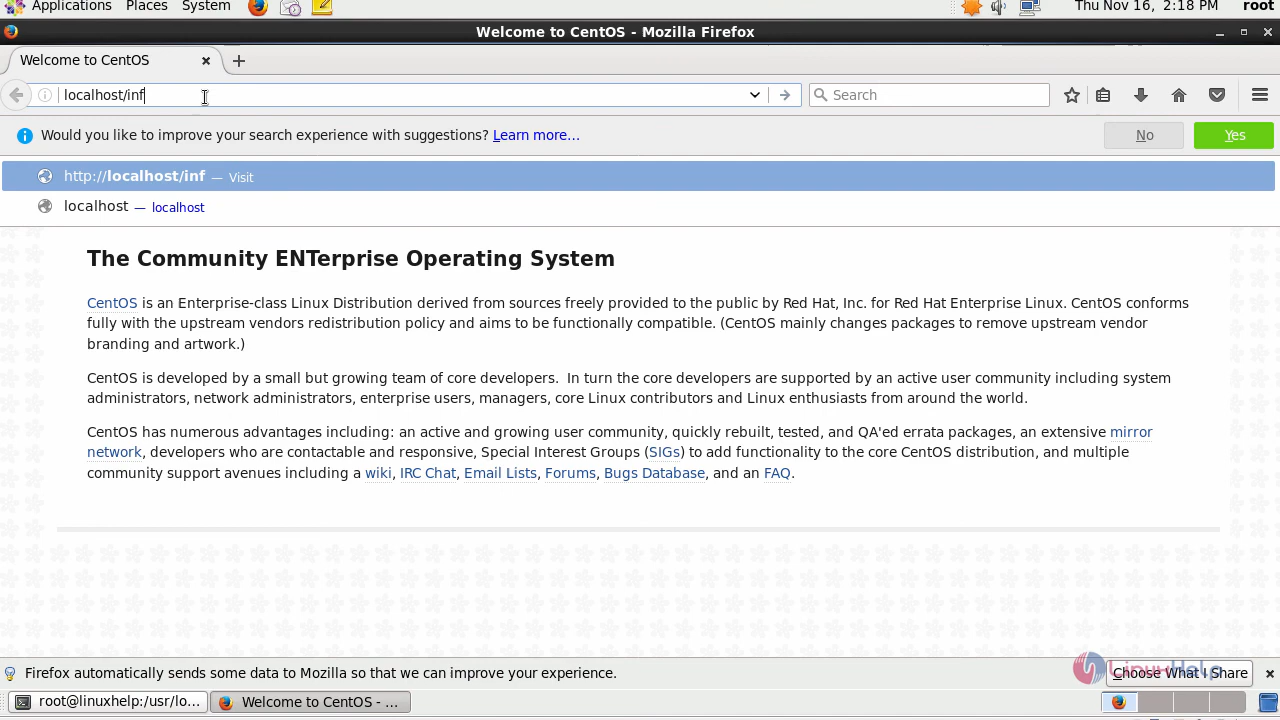 Applications Places System Thu Nov 16, 2:18 PM root
Welcome to CentOS - Mozilla Firefox
Welcome to CentOS
localhost/inf Search
Would you like to improve your search experience with suggestions? Learn more… No Yes
http://localhost/inf — Visit
localhost — localhost
The Community ENTerprise Operating System
CentOS is an Enterprise-class Linux Distribution derived from sources freely provided to the public by Red Hat, Inc. for Red Hat Enterprise Linux. CentOS conforms
fully with the upstream vendors redistribution policy and aims to be functionally compatible. (CentOS mainly changes packages to remove upstream vendor
branding and artwork.)
CentOS is developed by a small but growing team of core developers. In turn the core developers are supported by an active user community including system
administrators, network administrators, enterprise users, managers, core Linux contributors and Linux enthusiasts from around the world.
CentOS has numerous advantages including: an active and growing user community, quickly rebuilt, tested, and QA'ed errata packages, an extensive mirror
network, developers who are contactable and responsive, Special Interest Groups (SIGs) to add functionality to the core CentOS distribution, and multiple
community support avenues including a wiki, IRC Chat, Email Lists, Forums, Bugs Database, and an FAQ.
Firefox automatically sends some data to Mozilla so that we can improve your experience. Choose What I Share
LinuxHelp
root@linuxhelp:/usr/lo... Welcome to CentOS - ...